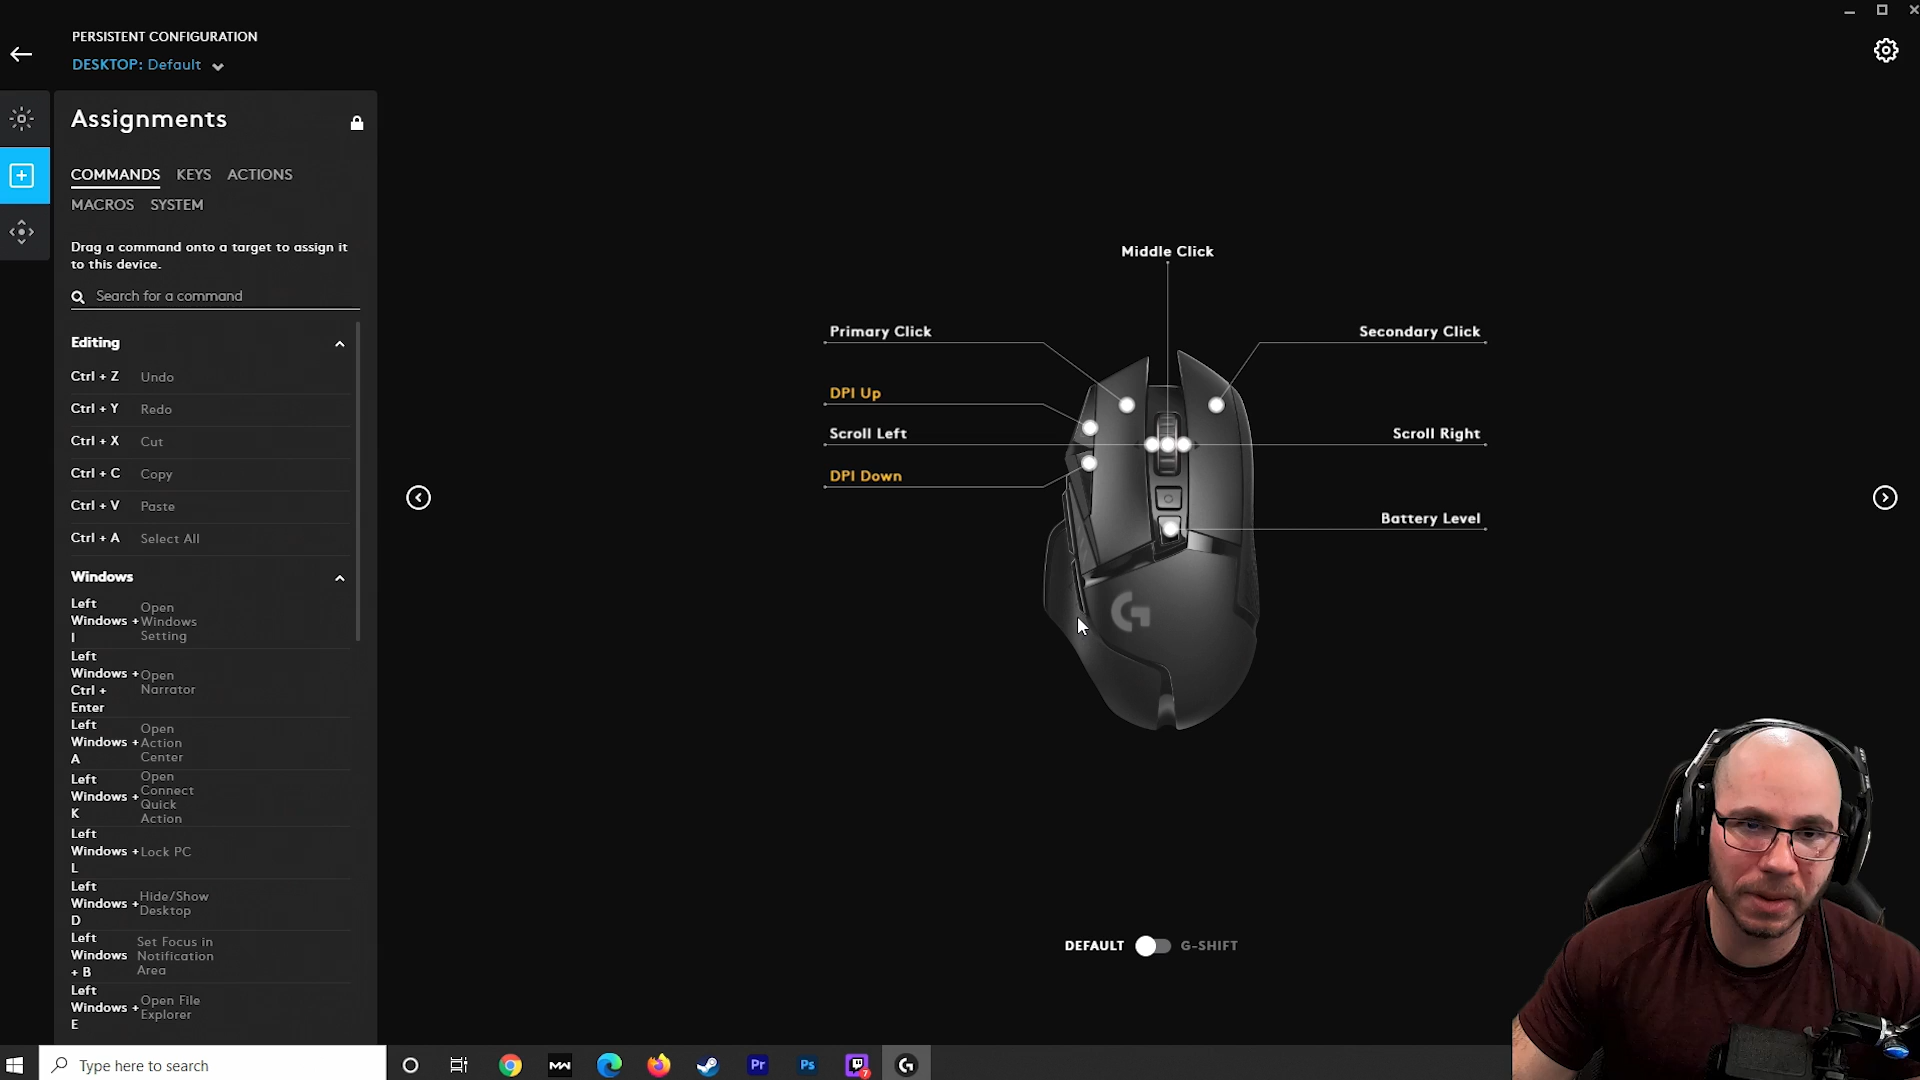 PERSISTENT CONFIGURATION
DESKTOP: Default
Assignments
COMMANDS KEYS ACTIONS
MACROS SYSTEM
Drag a command onto a target to assign it
to this device.
Search for a command
Editing
Ctrl + Z Undo
Ctrl + Y Redo
Ctrl + X Cut
Ctrl + C Copy
Ctrl + V Paste
Ctrl + A Select All
Windows
Left
Windows +
I
Open
Windows
Setting
Left
Windows +
Ctrl +
Enter
Open
Narrator
Left
Windows +
A
Open
Action
Center
Left
Windows +
K
Open
Connect
Quick
Action
Left
Windows +
L
Lock PC
Left
Windows +
D
Hide/Show
Desktop
Left
Windows
+ B
Set Focus in
Notification
Area
Left
Windows +
E
Open File
Explorer
Middle Click
Primary Click
Secondary Click
DPI Up
Scroll Left
Scroll Right
DPI Down
Battery Level
G
DEFAULT G-SHIFT
Type here to search
MW
Pr
Ps
7
G